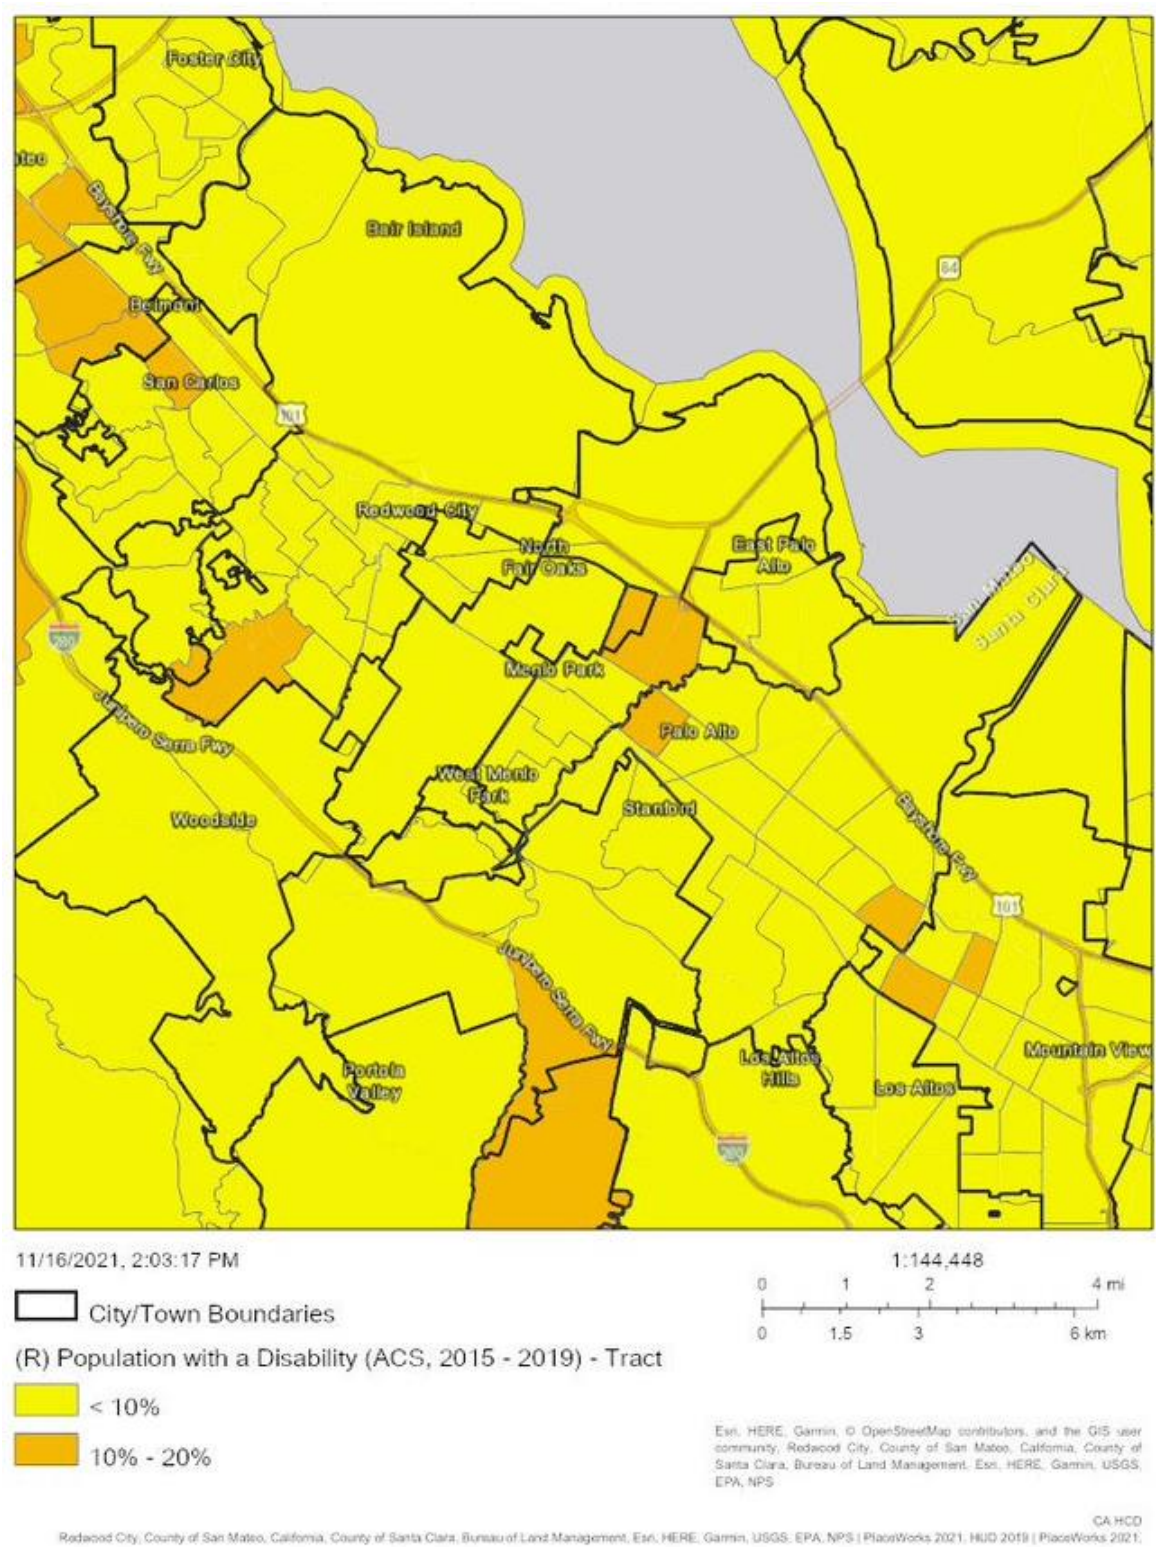 Foster City
ateo
Bayshore Fwy
Bair Island
84
Belmont
San Carlos
101
Redwood City
North
Fair Oaks
East Palo
Alto
San Mateo
Santa Clara
280
Menlo Park
Junipero Serra Fwy
Palo Alto
West Menlo
Park
Stanford
Woodside
Bayshore Fwy
101
Junipero Serra Fwy
Los Altos
Hills
Mountain View
Portola
Valley
Los Altos
280
11/16/2021, 2:03:17 PM
1:144,448
0 1 2 4 mi
0 1.5 3 6 km
City/Town Boundaries
(R) Population with a Disability (ACS, 2015 - 2019) - Tract
< 10%
10% - 20%
Esri, HERE, Garmin, © OpenStreetMap contributors, and the GIS user
community, Redwood City, County of San Mateo, California, County of
Santa Clara, Bureau of Land Management, Esri, HERE, Garmin, USGS,
EPA, NPS
CA HCD
Redwood City, County of San Mateo, California, County of Santa Clara, Bureau of Land Management, Esri, HERE, Garmin, USGS, EPA, NPS | PlaceWorks 2021, HUD 2019 | PlaceWorks 2021,